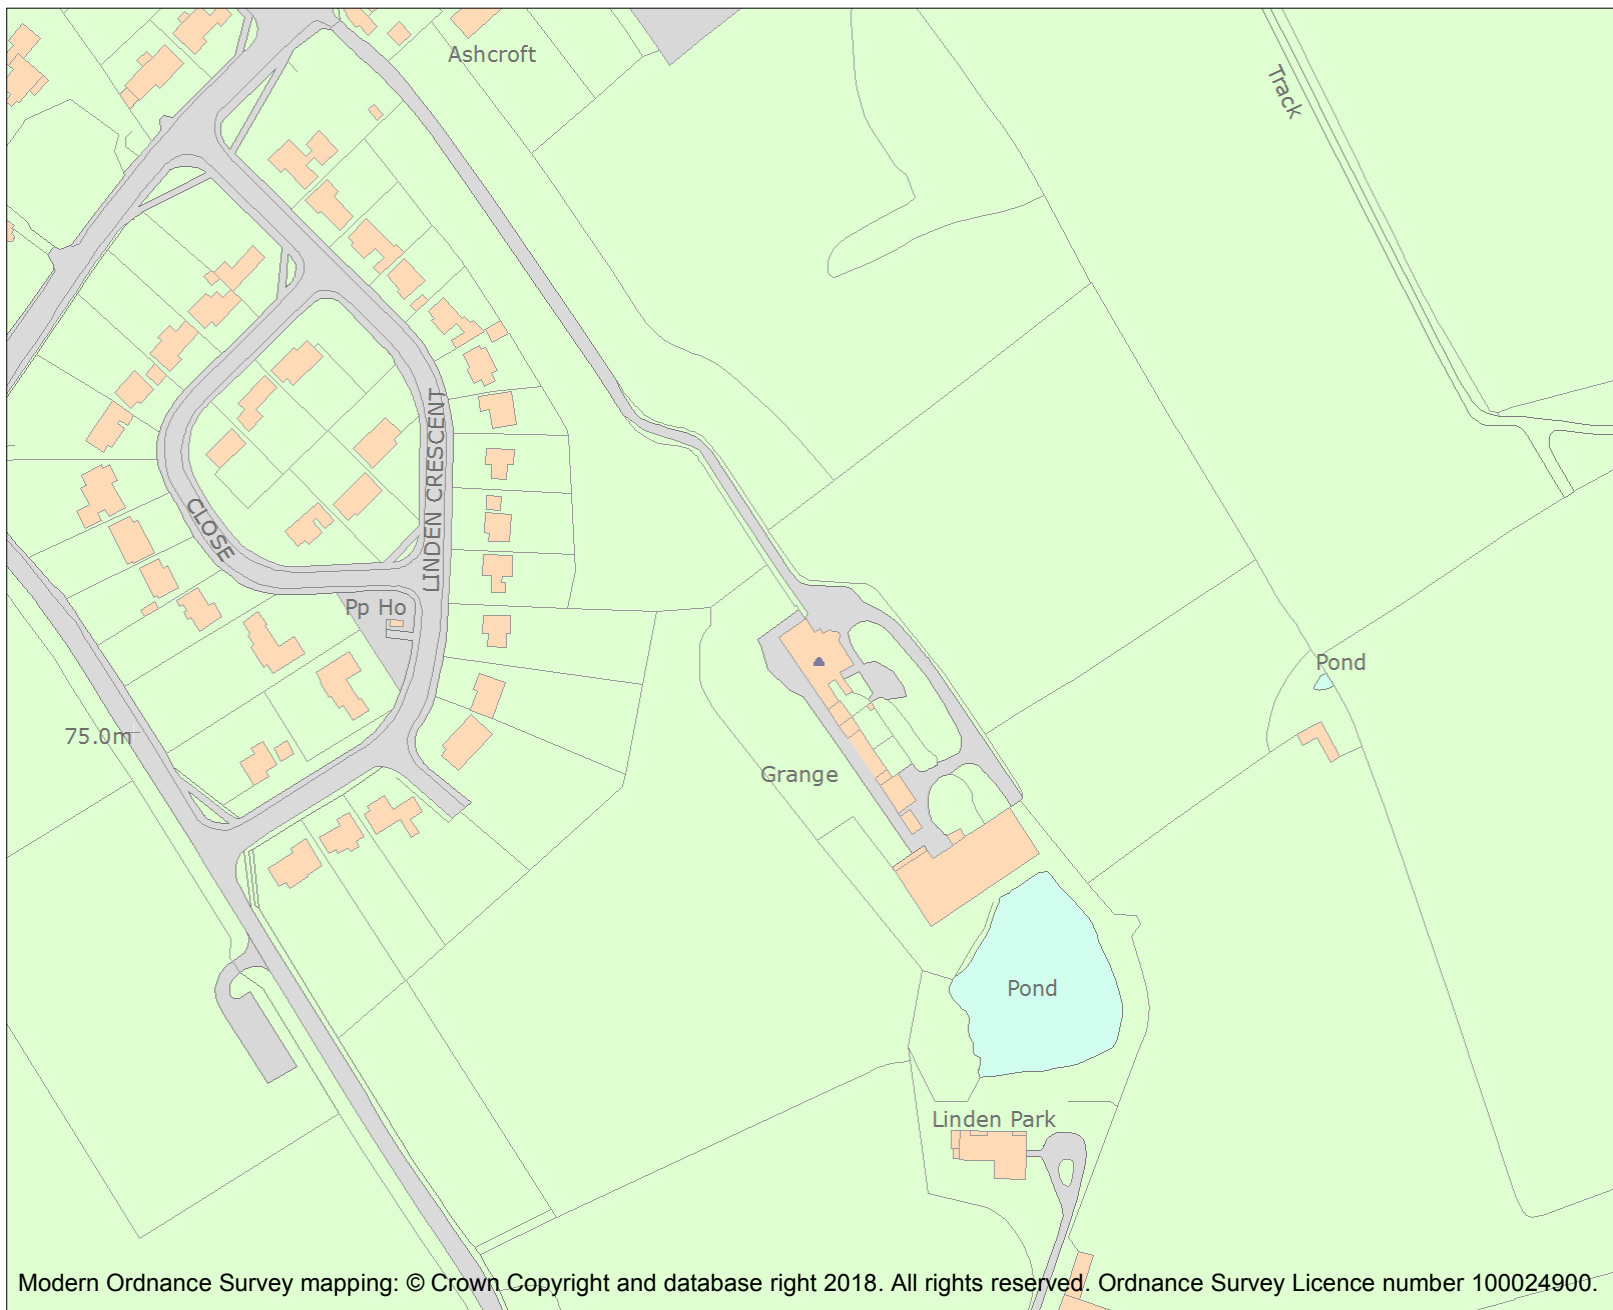 Ashcroft
Track
LINDEN CRESCENT
CLOSE
Pp Ho
Pond
75.0m
Grange
Pond
Linden Park
Modern Ordnance Survey mapping: © Crown Copyright and database right 2018. All rights reserved. Ordnance Survey Licence number 100024900.